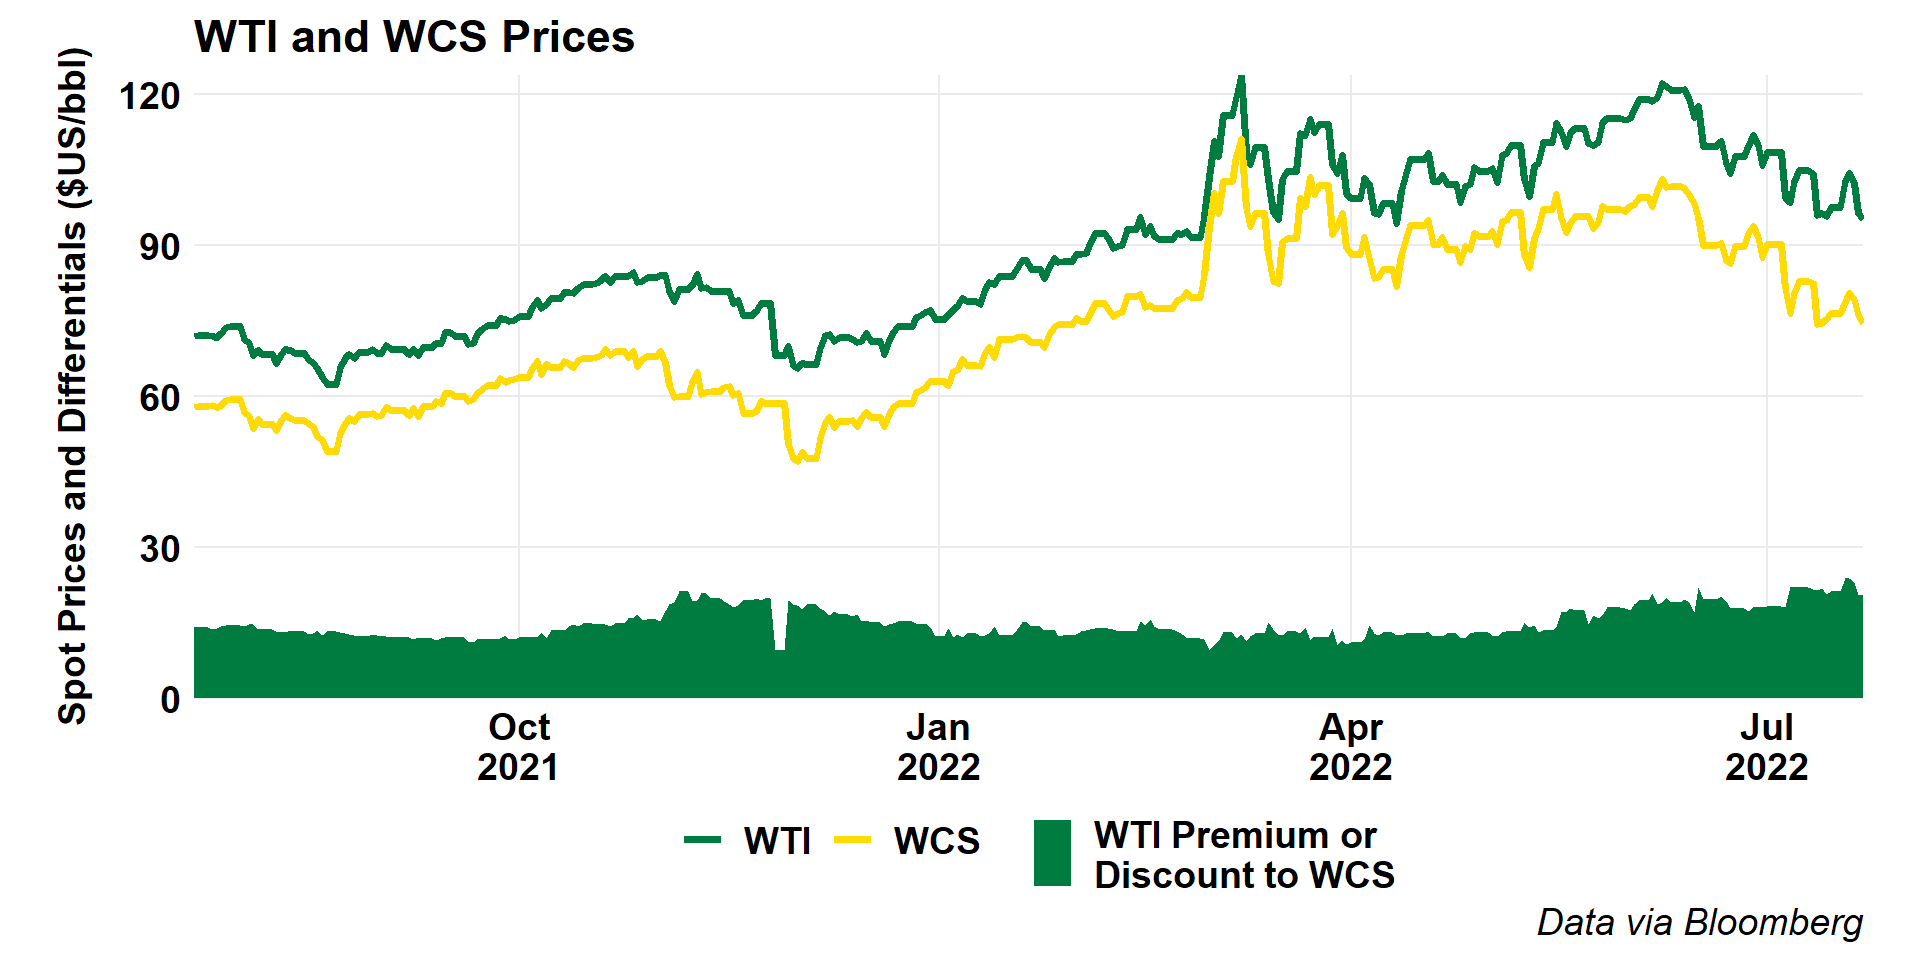 WTI and WCS Prices
Spot Prices and Differentials ($US/bbl)
120
90
60
30
0
Oct
2021
Jan
2022
Apr
2022
Jul
2022
WTI
WCS
WTI Premium or
Discount to WCS
Data via Bloomberg